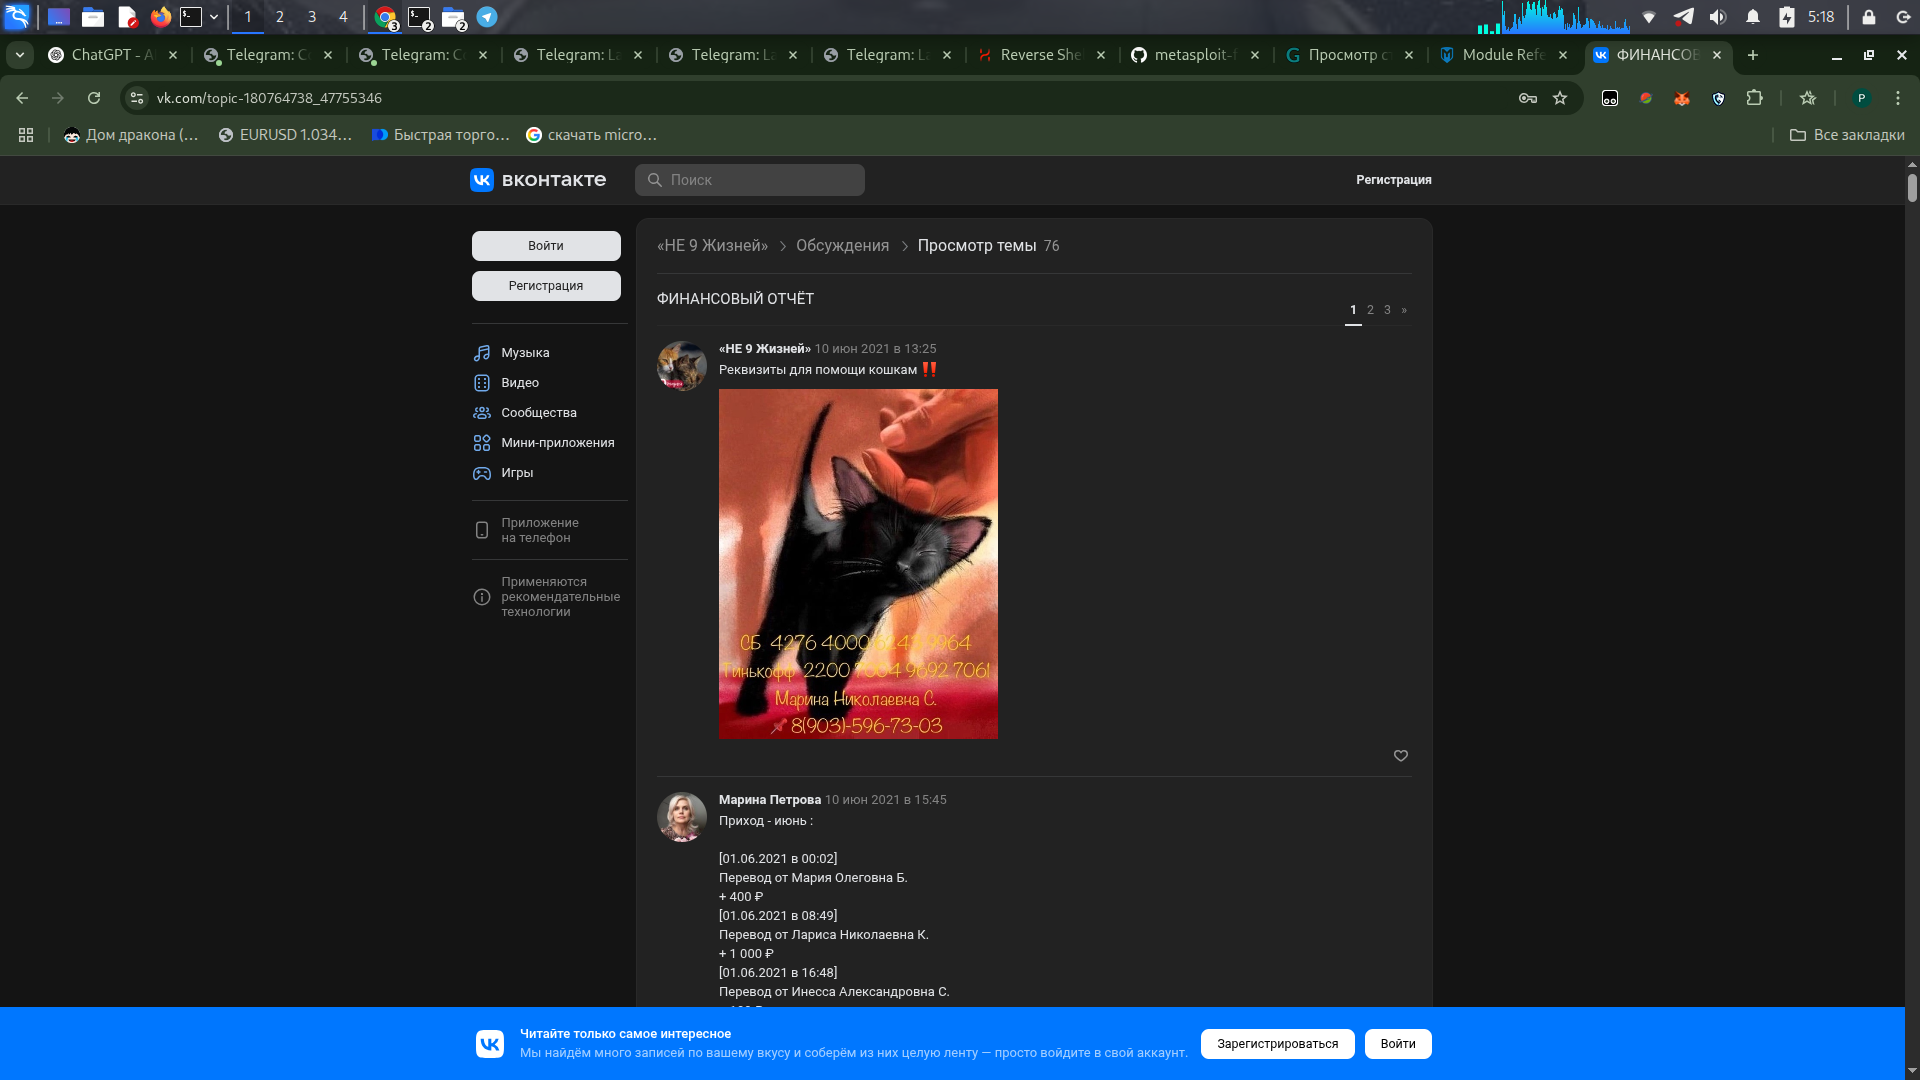 1 2 3 4 3 2 2 5:18
ChatGPT - A Telegram: C Telegram: C Telegram: La Telegram: La Telegram: La Reverse She metasploit-f Просмотр с Module Refe ФИНАНСОВ
vk.com/topic-180764738_47755346 P
Дом дракона (... EURUSD 1.034... Быстрая торго... скачать micro... Все закладки
вконтакте Поиск Регистрация
Войти
Регистрация
Музыка
Видео
Сообщества
Мини-приложения
Игры
Приложение
на телефон
Применяются
рекомендательные
технологии
«НЕ 9 Жизней» Обсуждения Просмотр темы 76
ФИНАНСОВЫЙ ОТЧЁТ
1 2 3 »
«НЕ 9 Жизней» 10 июн 2021 в 13:25
Реквизиты для помощи кошкам ‼️
СБ 4276 4000 9964
Тинькофф 2200 9692 7061
Марина Николаевна С.
📌 8(903)-596-73-03
Марина Петрова 10 июн 2021 в 15:45
Приход - июнь :
[01.06.2021 в 00:02]
Перевод от Мария Олеговна Б.
+ 400 ₽
[01.06.2021 в 08:49]
Перевод от Лариса Николаевна К.
+ 1 000 ₽
[01.06.2021 в 16:48]
Перевод от Инесса Александровна С.
Читайте только самое интересное
Мы найдём много записей по вашему вкусу и соберём из них целую ленту — просто войдите в свой аккаунт.
Зарегистрироваться Войти